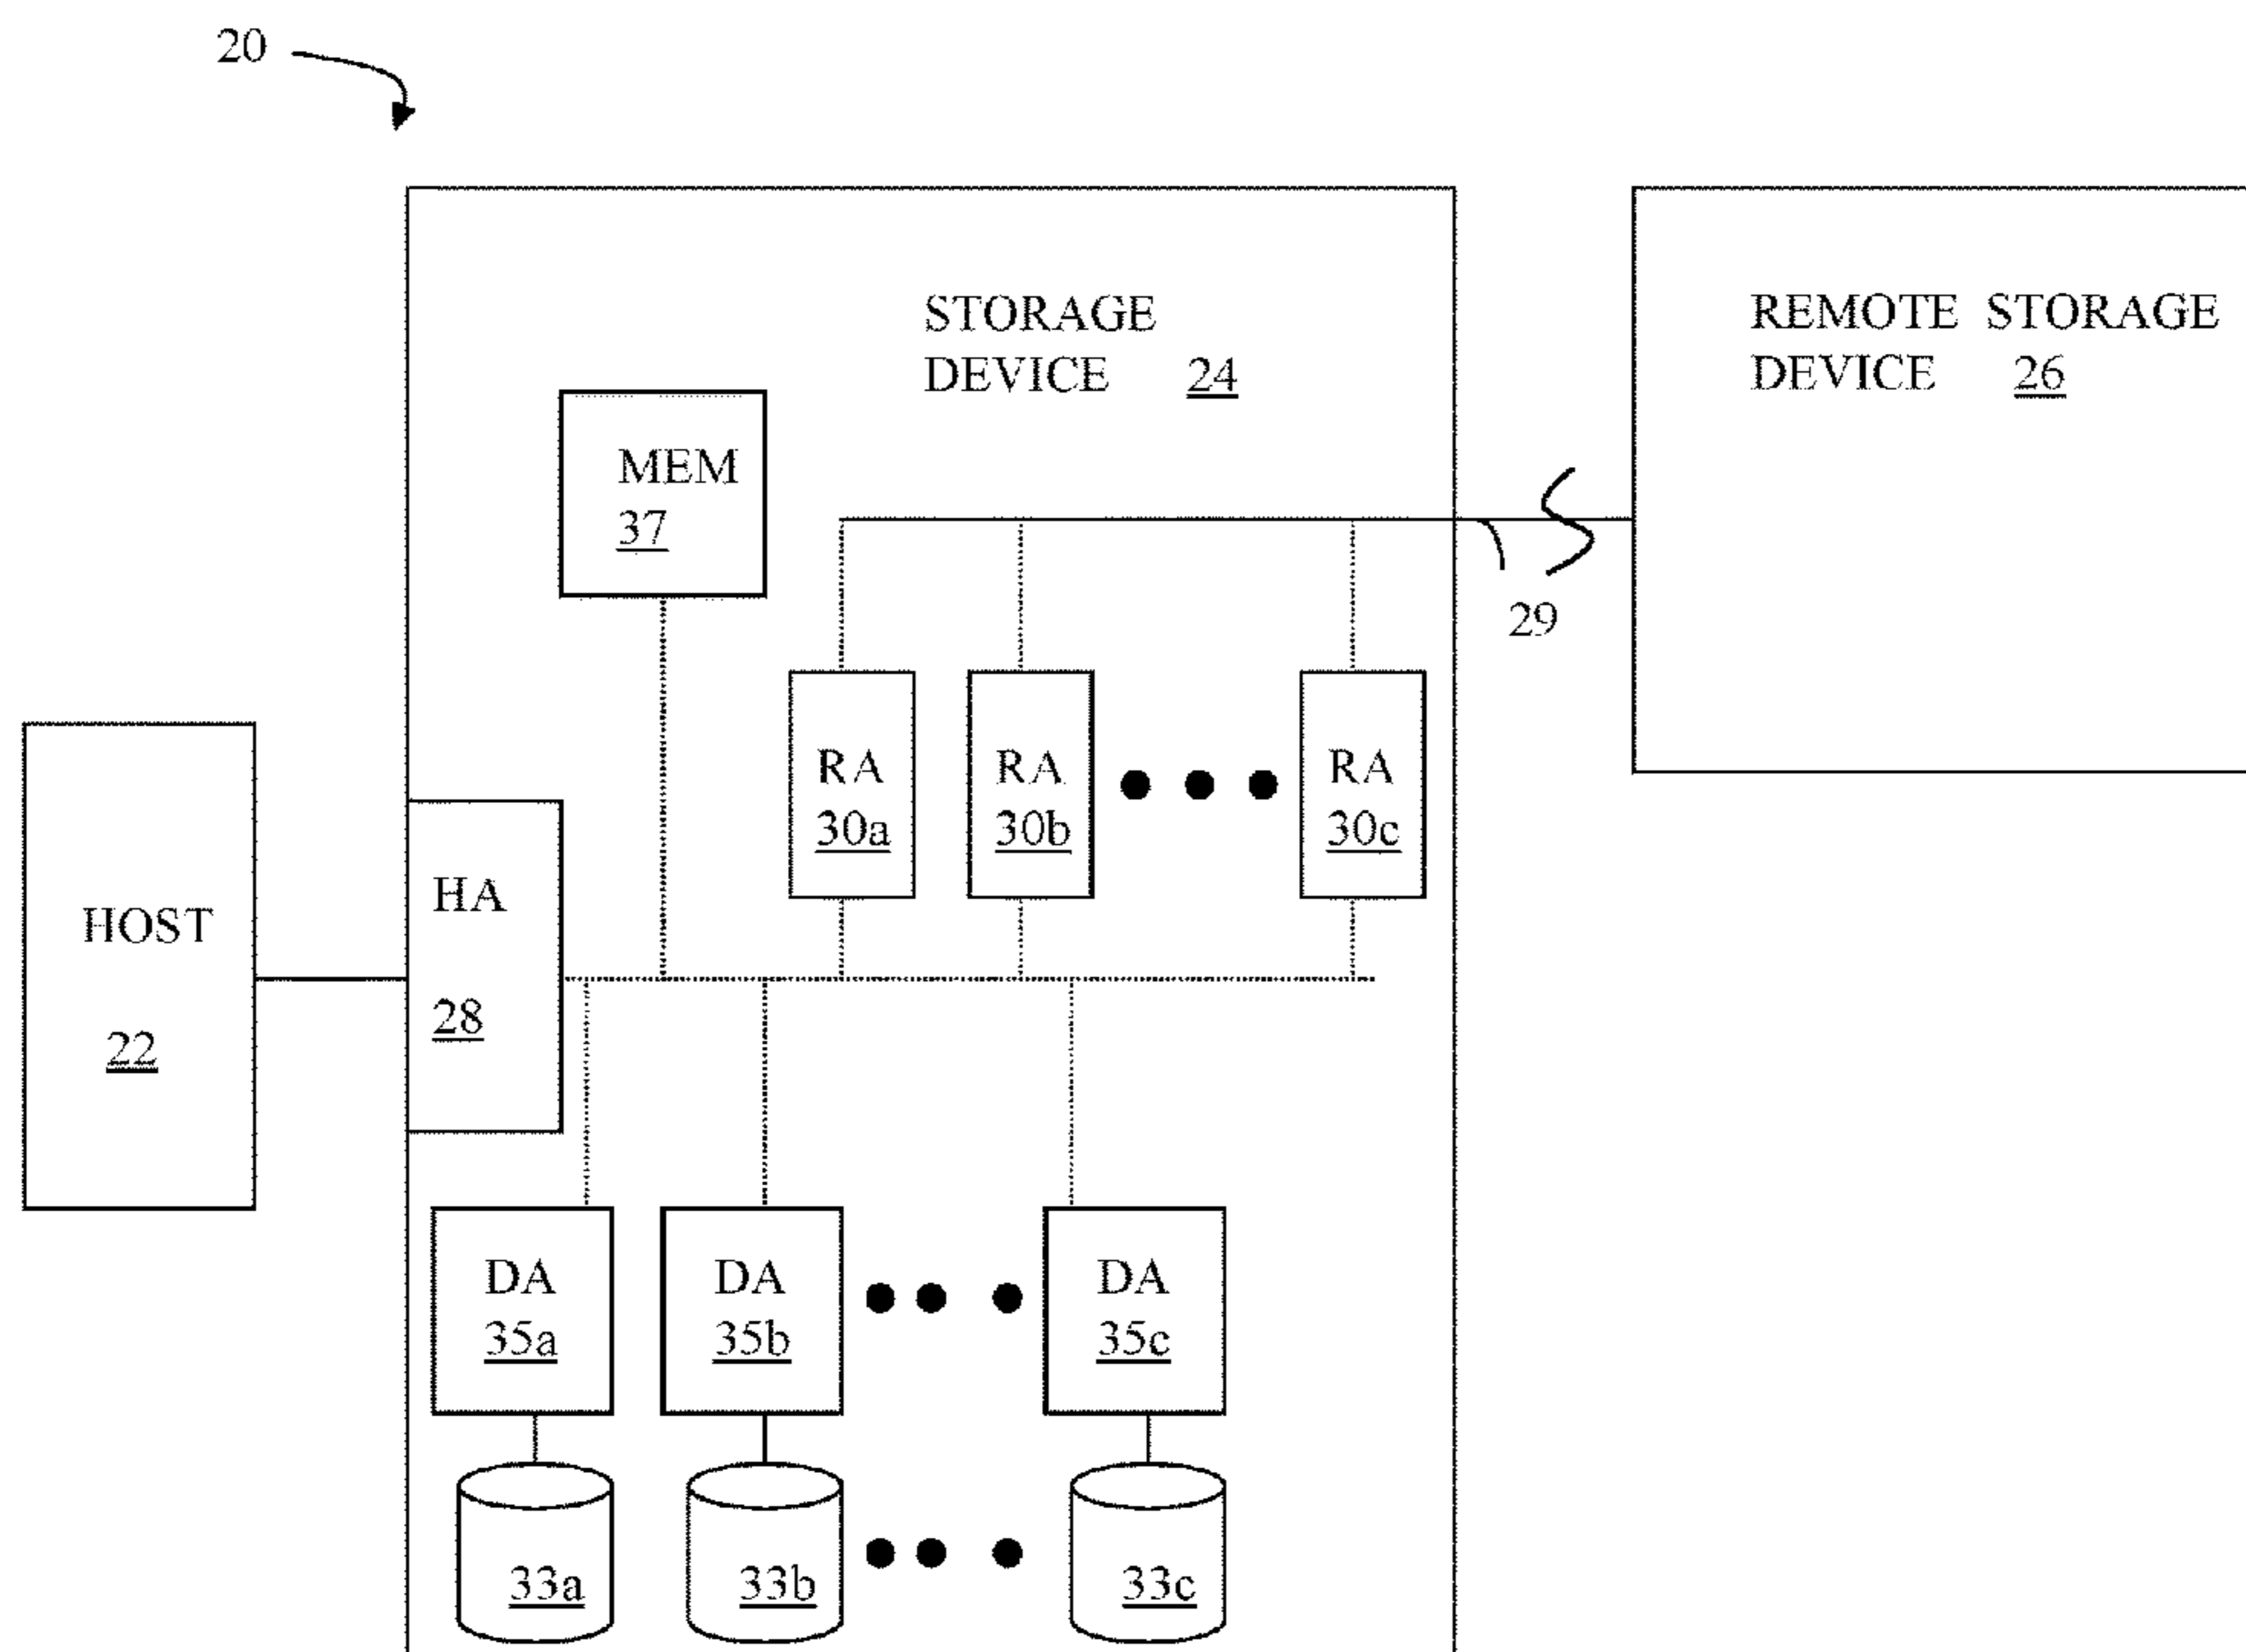 20
STORAGE
DEVICE 24
REMOTE STORAGE
DEVICE 26
MEM
37
29
RA
30a
RA
30b
RA
30c
HOST
22
HA
28
DA
35a
DA
35b
DA
35c
33a
33b
33c